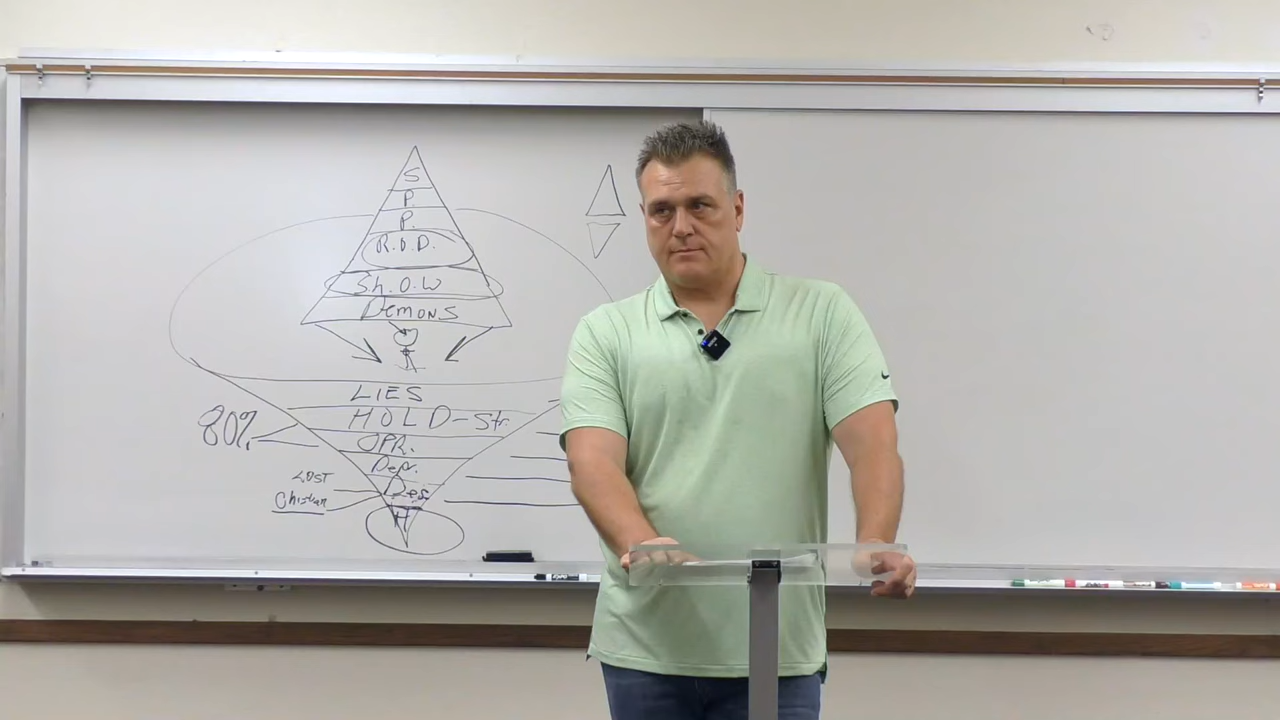 S
P.
P.
R.O.D.
Sh.O.W
DEMONS
LIES
HOLD-Str.
80%
OPR.
Dep.
LOST
Des.
Christian
H